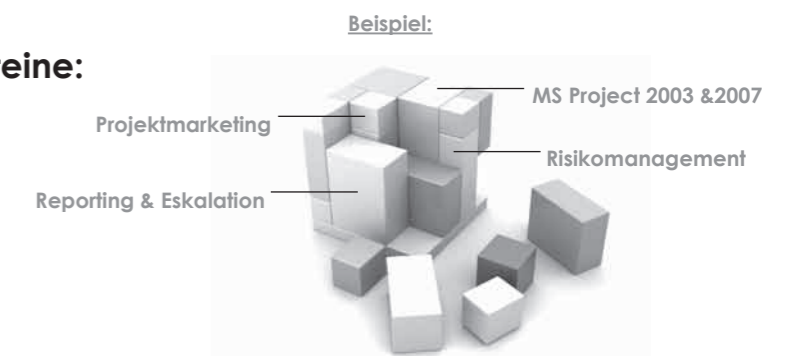 Beispiel:
eine:
MS Project 2003 &2007
Projektmarketing
Risikomanagement
Reporting & Eskalation